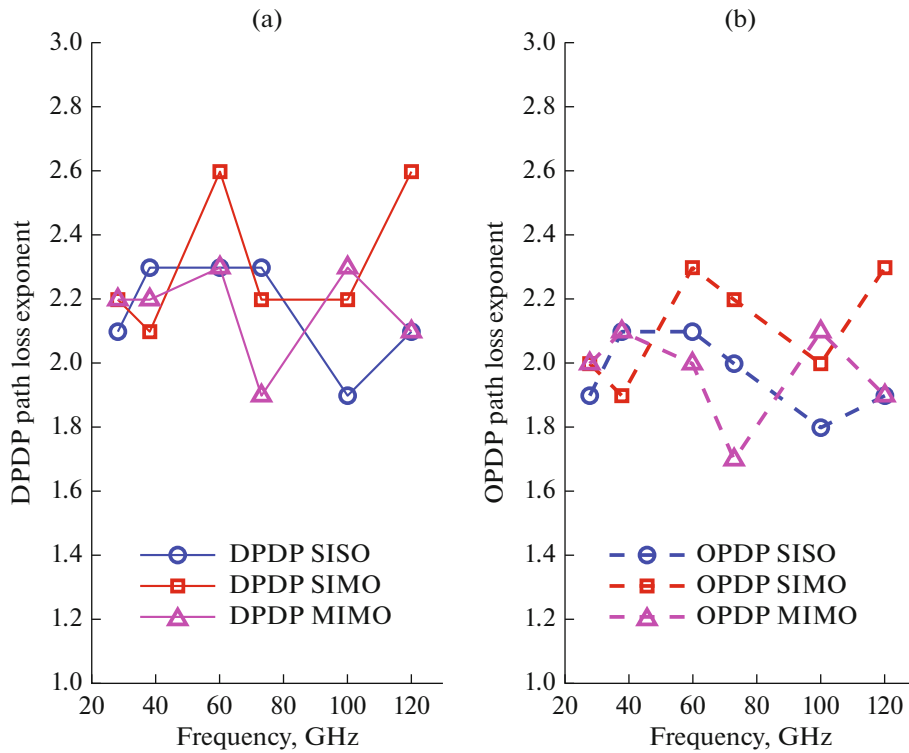 (a)
3.0
2.8
2.6
2.4
2.2
2.0
1.8
1.6
1.4
1.2
1.0
DPDP path loss exponent
DPDP SISO
DPDP SIMO
DPDP MIMO
20 40 60 80 100 120
Frequency, GHz
(b)
3.0
2.8
2.6
2.4
2.2
2.0
1.8
1.6
1.4
1.2
1.0
OPDP path loss exponent
OPDP SISO
OPDP SIMO
OPDP MIMO
20 40 60 80 100 120
Frequency, GHz